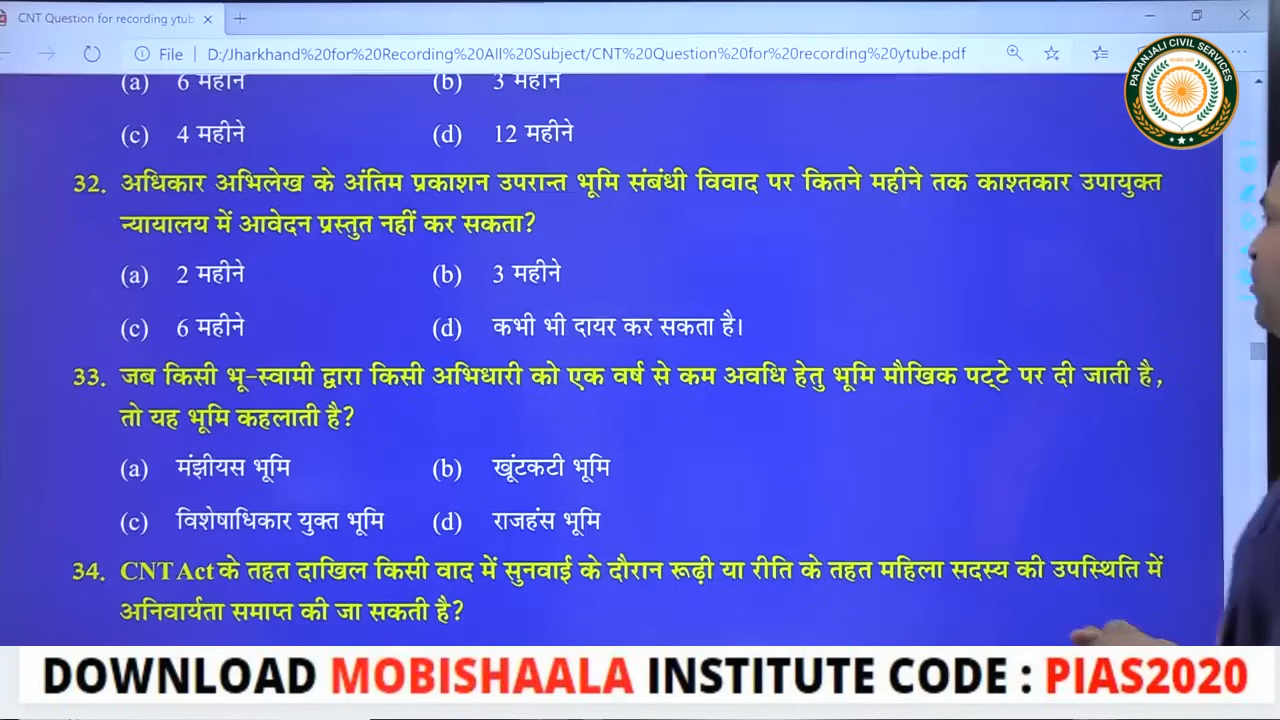 CNT Question for recording ytub
File D:/Jharkhand%20for%20Recording%20All%20Subject/CNT%20Question%20for%20recording%20ytube.pdf
PATANJALI CIVIL SERVICES
(a) 6 महीने (b) 3 महीने
(c) 4 महीने (d) 12 महीने
32. अधिकार अभिलेख के अंतिम प्रकाशन उपरान्त भूमि संबंधी विवाद पर कितने महीने तक काश्तकार उपायुक्त
न्यायालय में आवेदन प्रस्तुत नहीं कर सकता?
(a) 2 महीने (b) 3 महीने
(c) 6 महीने (d) कभी भी दायर कर सकता है।
33. जब किसी भू-स्वामी द्वारा किसी अभिधारी को एक वर्ष से कम अवधि हेतु भूमि मौखिक पट्टे पर दी जाती है,
तो यह भूमि कहलाती है?
(a) मंझीयस भूमि (b) खूंटकटी भूमि
(c) विशेषाधिकार युक्त भूमि (d) राजहंस भूमि
34. CNT Act के तहत दाखिल किसी वाद में सुनवाई के दौरान रूढ़ी या रीति के तहत महिला सदस्य की उपस्थिति में
अनिवार्यता समाप्त की जा सकती है?
DOWNLOAD MOBISHAALA INSTITUTE CODE : PIAS2020